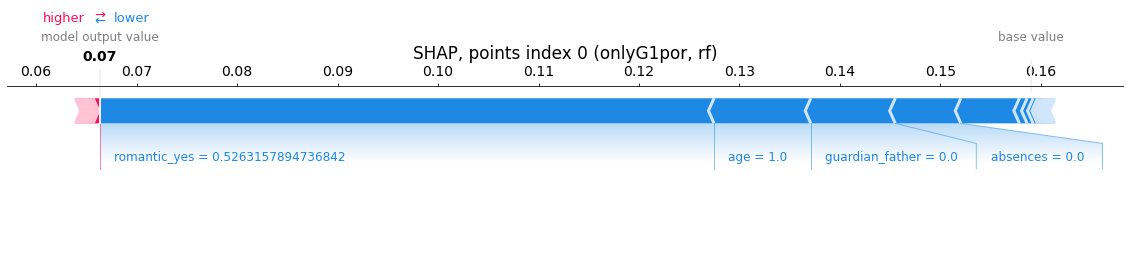 higher ⇄ lower
model output value base value
0.07 SHAP, points index 0 (onlyG1por, rf)
0.06 0.07 0.08 0.09 0.10 0.11 0.12 0.13 0.14 0.15 0.16
romantic_yes = 0.5263157894736842 age = 1.0 guardian_father = 0.0 absences = 0.0